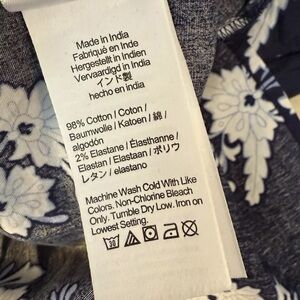 Made in India
Fabriqué en Inde
Hergestellt in Indien
Vervaardigd in India
インド製
hecho en india
98% Cotton / Coton /
Baumwolle / Katoen / 綿 /
algodón
2% Elastane / Élasthanne /
Elastan / Elastaan / ポリウ
レタン / elastano
Machine Wash Cold With Like
Colors. Non-Chlorine Bleach
Only. Tumble Dry Low. Iron on
Lowest Setting.